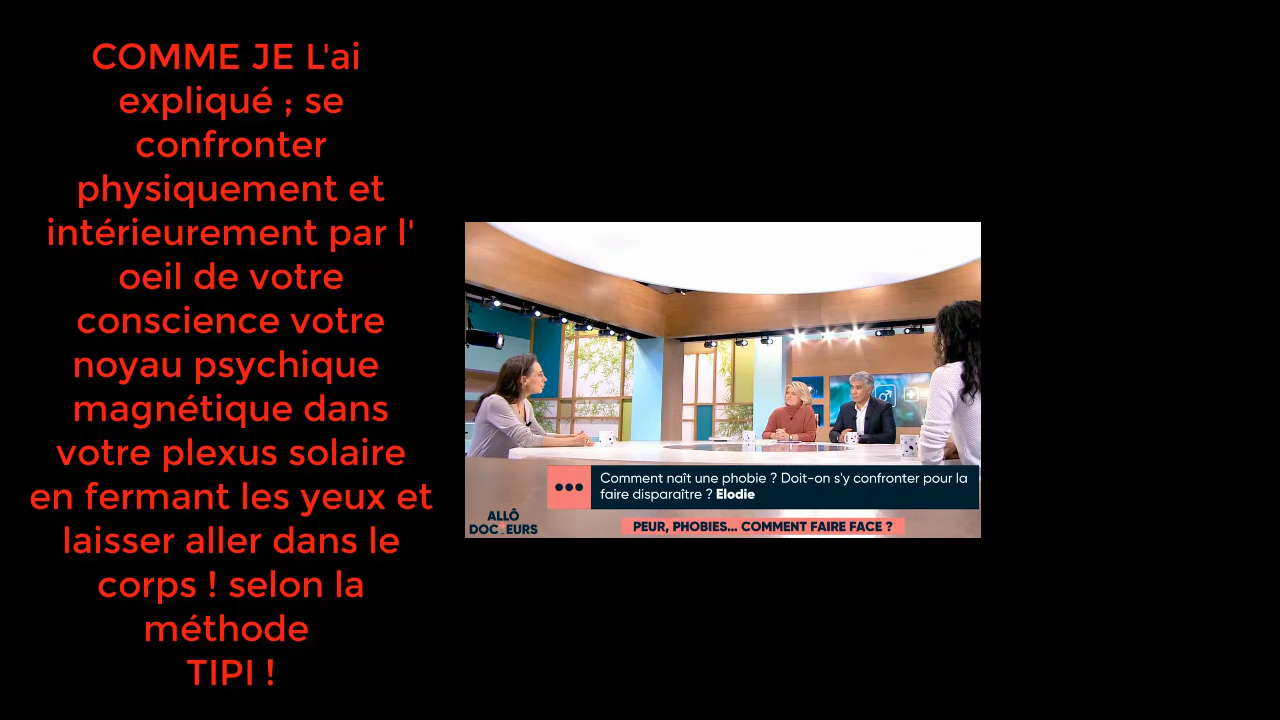 COMME JE L'ai
expliqué ; se
confronter
physiquement et
intérieurement par l'
oeil de votre
conscience votre
noyau psychique
magnétique dans
votre plexus solaire
en fermant les yeux et
laisser aller dans le
corps ! selon la
méthode
TIPI !
Comment naît une phobie ? Doit-on s'y confronter pour la
faire disparaître ? Elodie
ALLÔ
DOCTEURS
PEUR, PHOBIES... COMMENT FAIRE FACE ?